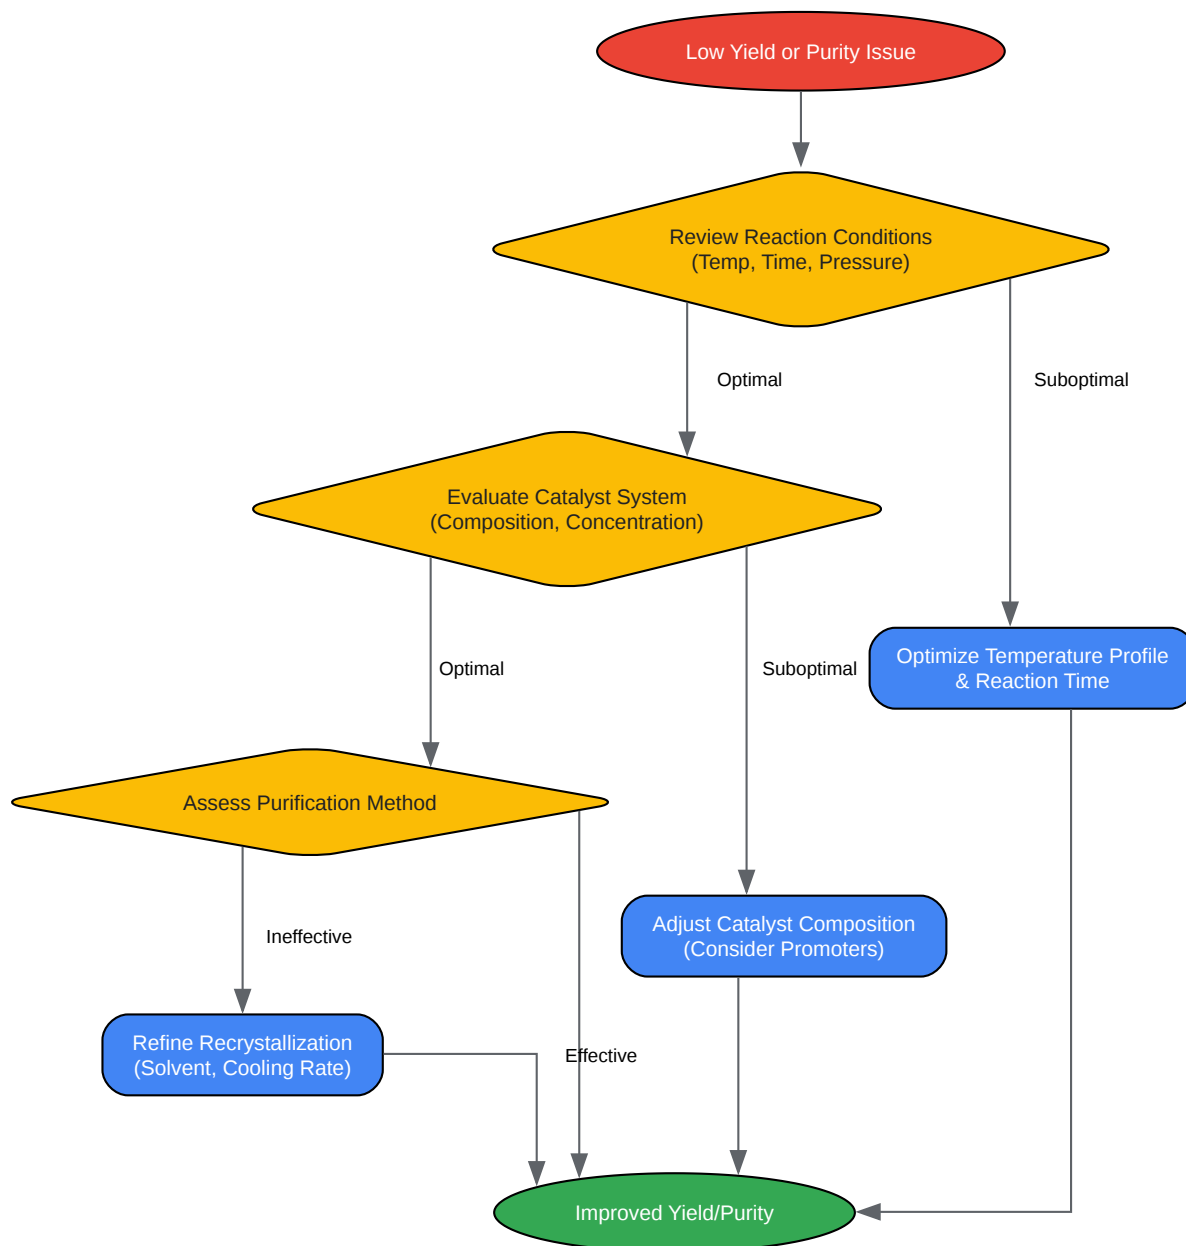 Low Yield or Purity Issue
Review Reaction Conditions
(Temp, Time, Pressure)
Optimal
Suboptimal
Evaluate Catalyst System
(Composition, Concentration)
Optimal
Suboptimal
Optimize Temperature Profile
& Reaction Time
Assess Purification Method
Ineffective
Adjust Catalyst Composition
(Consider Promoters)
Refine Recrystallization
(Solvent, Cooling Rate)
Effective
Improved Yield/Purity